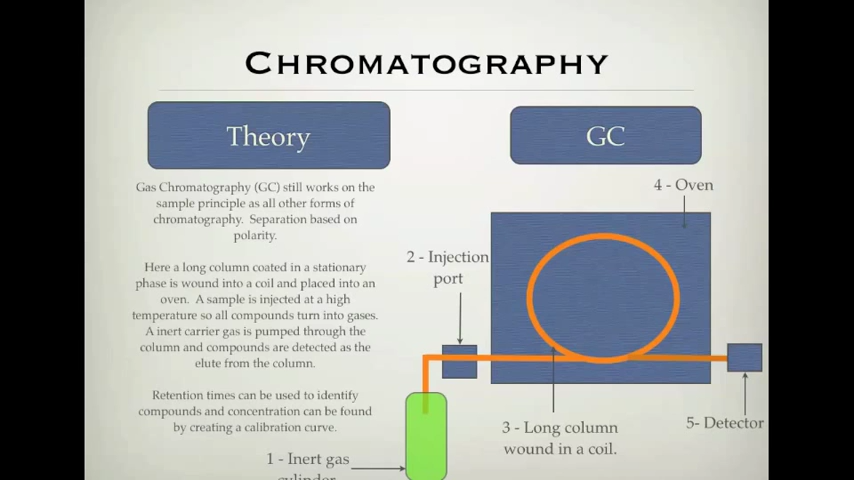 CHROMATOGRAPHY
Theory
GC
Gas Chromatography (GC) still works on the
sample principle as all other forms of
chromatography. Separation based on
polarity.
Here a long column coated in a stationary
phase is wound into a coil and placed into an
oven. A sample is injected at a high
temperature so all compounds turn into gases.
A inert carrier gas is pumped through the
column and compounds are detected as the
elute from the column.
Retention times can be used to identify
compounds and concentration can be found
by creating a calibration curve.
4 - Oven
2 - Injection
port
3 - Long column
wound in a coil.
5- Detector
1 - Inert gas
cylinder